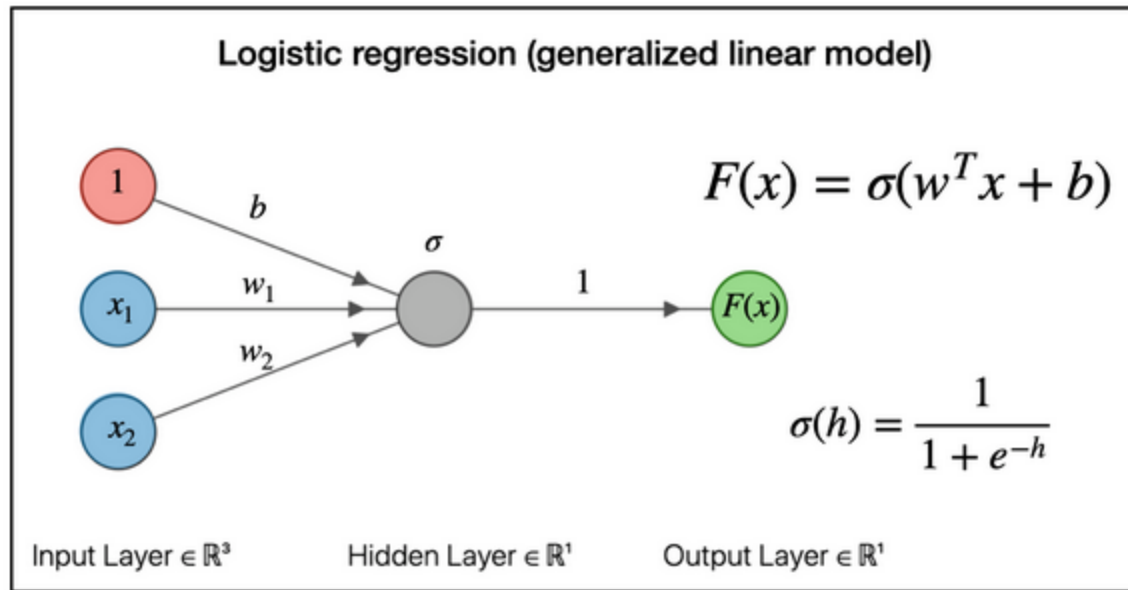 Logistic regression (generalized linear model)
1
b
F(x) = σ(wᵀx + b)
σ
x₁
w₁
1
F(x)
w₂
x₂
σ(h) = 1 / (1 + e⁻ʰ)
Input Layer ∈ ℝ³
Hidden Layer ∈ ℝ¹
Output Layer ∈ ℝ¹